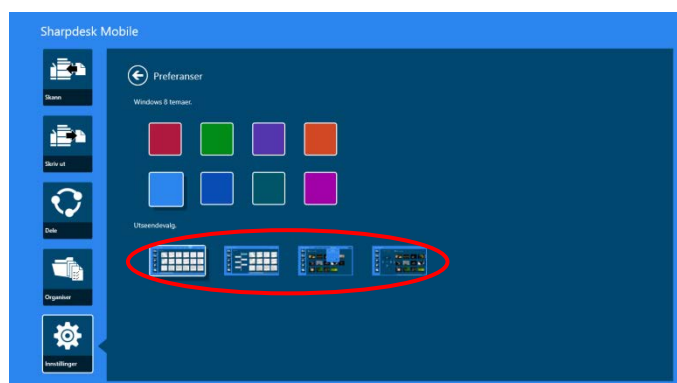 Sharpdesk Mobile
Preferanser
Skann
Windows 8 temaer.
Skriv ut
Dele
Utseendevalg.
Organiser
Innstillinger